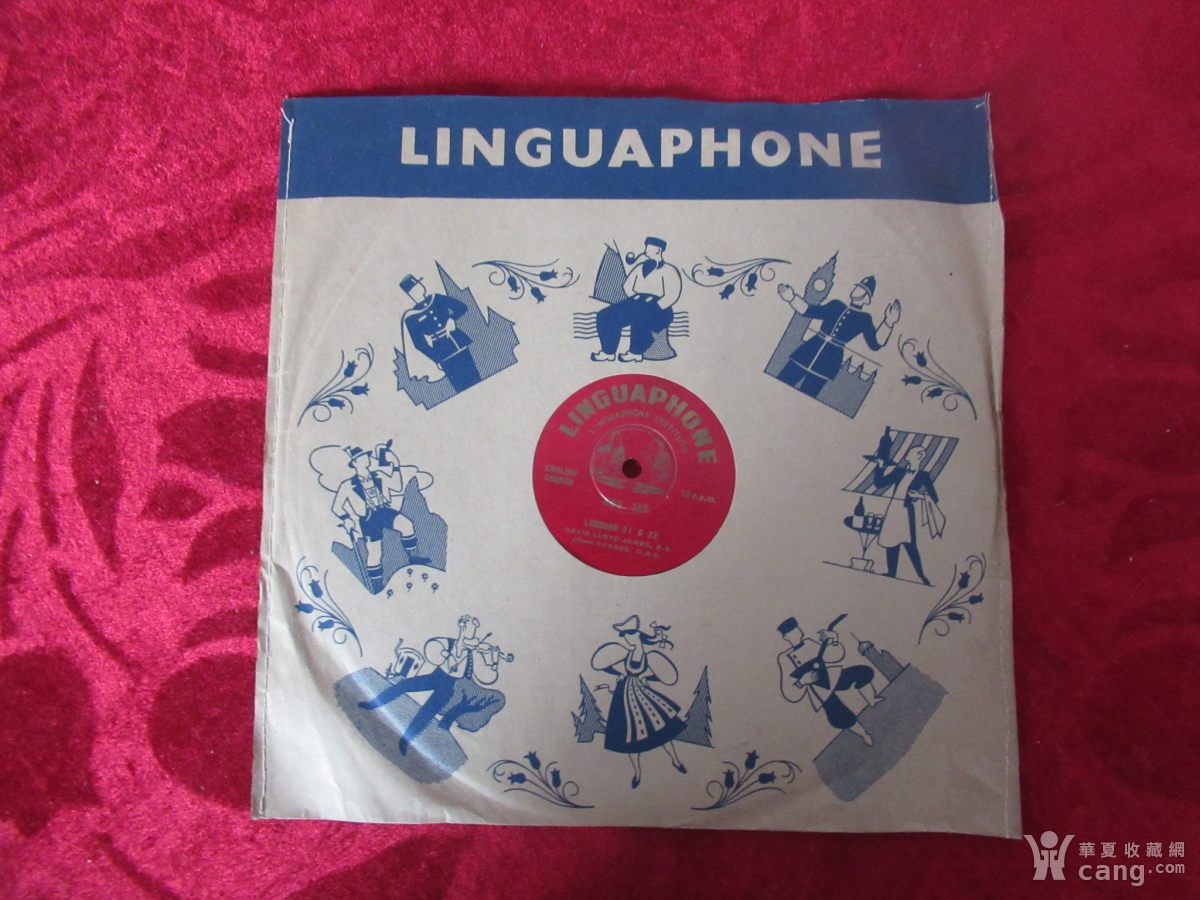 LINGUAPHONE
LINGUAPHONE
LINGUAPHONE INSTITUTE
ENGLISH
COURSE
78 r.p.m.
LESSONS 21 & 22
DAVID LLOYD JAMES, B.A.
JOHN
華夏收藏網
cang.com